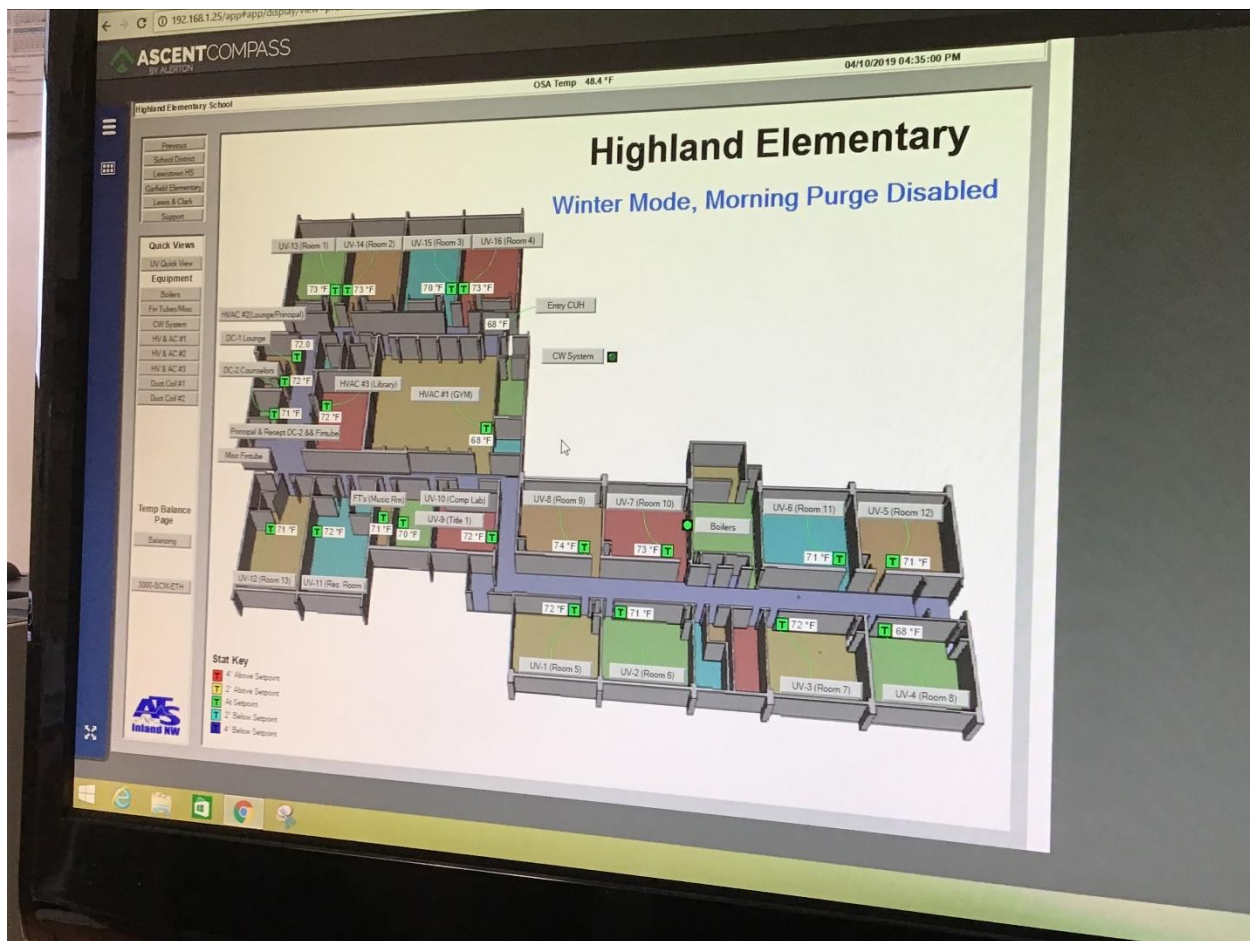 192.168.1.25/app#app/display/view=pr
ASCENTCOMPASS
BY ALERTON
OSA Temp 48.4 °F
04/10/2019 04:35:00 PM
Highland Elementary School
Highland Elementary
Winter Mode, Morning Purge Disabled
Previous
School District
Lewistown HS
Garfield Elementary
Lewis & Clark
Support
Quick Views
UV Quick View
Equipment
Boilers
Fin Tubes/Misc
CW System
HV & AC #1
HV & AC #2
HV & AC #3
Duct Coil #1
Duct Coil #2
Temp Balance
Page
Balancing
3000-BCM-ETH
ATS
Inland NW
UV-13 (Room 1)
UV-14 (Room 2)
UV-15 (Room 3)
UV-16 (Room 4)
73 °F T
T 73 °F
70 °F T
T 73 °F
HVAC #2(Lounge/Principal)
68 °F
Entry CUH
DC-1 Lounge
72.0
T
CW System
DC-2 Counselors
T 72 °F
HVAC #3 (Library)
HVAC #1 (GYM)
T 71 °F
T
72 °F
T
68 °F
Principal & Recept DC-2 && Fintube
Misc Fintube
FT's (Music Rm)
UV-10 (Comp Lab)
UV-9 (Title 1)
T 71 °F
T 72 °F
T
71 °F
T
70 °F
72 °F T
UV-12 (Room 13)
UV-11 (Res. Room)
UV-8 (Room 9)
UV-7 (Room 10)
Boilers
UV-6 (Room 11)
UV-5 (Room 12)
74 °F T
73 °F T
71 °F T
T 71 °F
72 °F T
T 71 °F
T 72 °F
T 68 °F
UV-1 (Room 5)
UV-2 (Room 6)
UV-3 (Room 7)
UV-4 (Room 8)
Stat Key
T 4° Above Setpoint
T 2° Above Setpoint
T At Setpoint
T 2° Below Setpoint
T 4° Below Setpoint